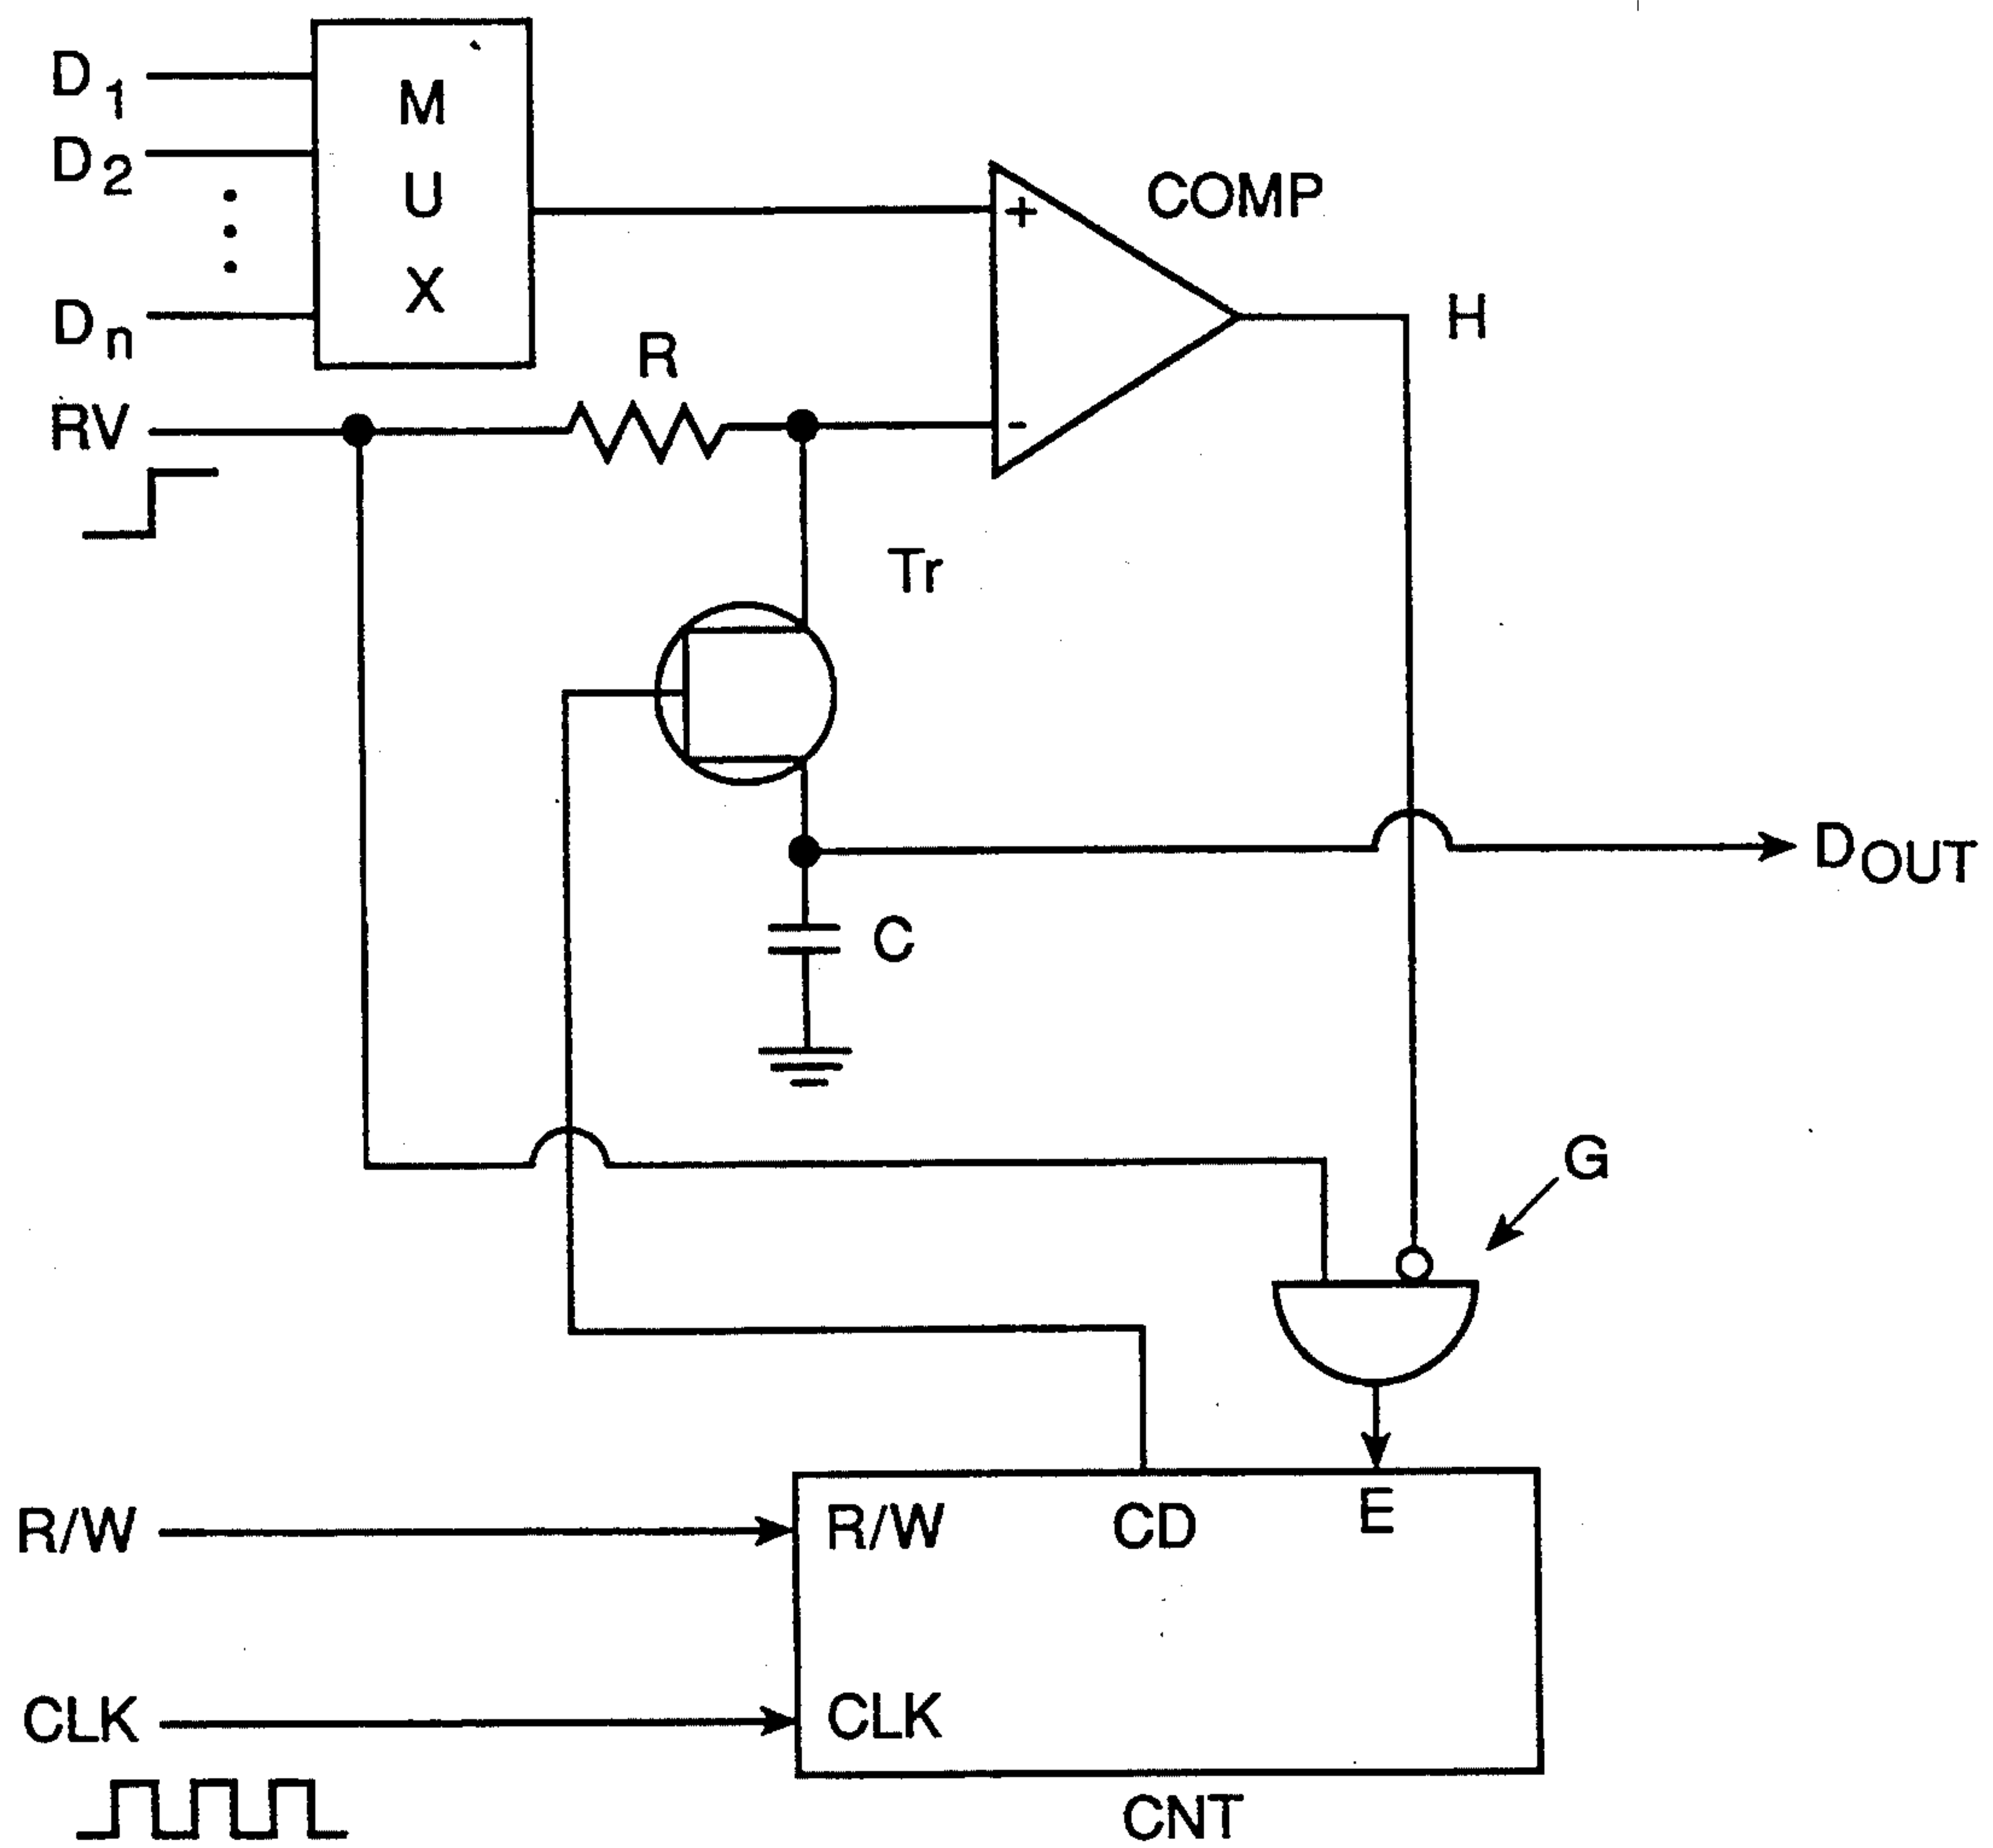 D1
M
U
X
D2
COMP
Dn
R
H
RV
+
-
Tr
DOUT
C
G
R/W
R/W
CD
E
CLK
CLK
CNT